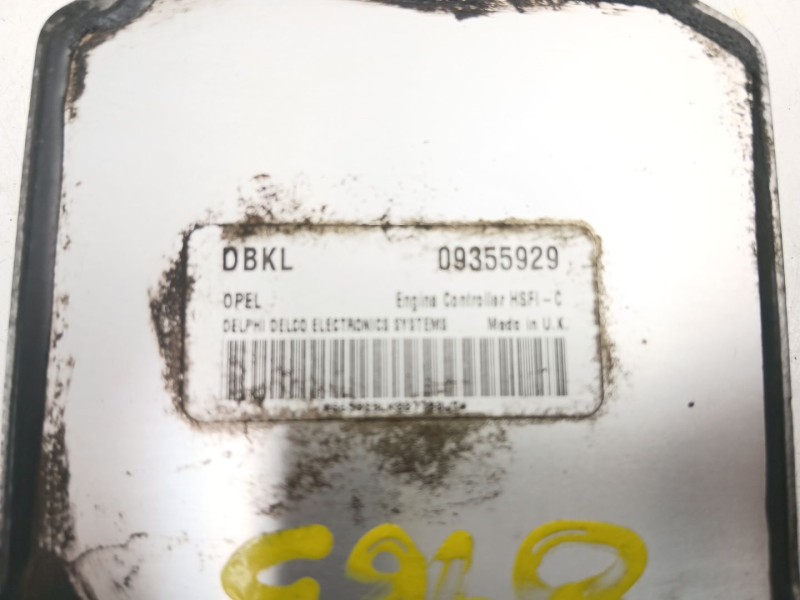 DBKL 09355929
OPEL Engine Controller HSFI-C
DELPHI DELCO ELECTRONICS SYSTEMS Made in U.K.